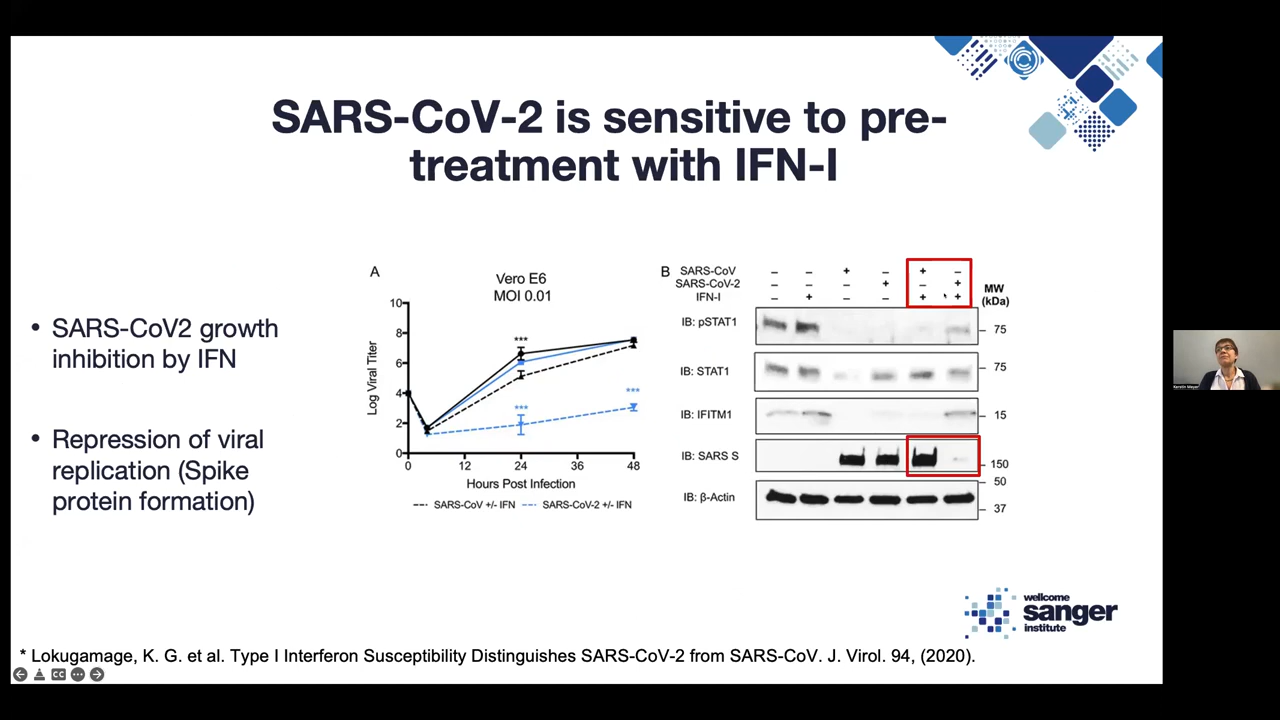 SARS-CoV-2 is sensitive to pre-
treatment with IFN-I
• SARS-CoV2 growth
inhibition by IFN
• Repression of viral
replication (Spike
protein formation)
A
Vero E6
MOI 0.01
Log Viral Titer
10
8
6
4
2
0
***
***
***
0 12 24 36 48
Hours Post Infection
SARS-CoV +/- IFN SARS-CoV-2 +/- IFN
B
SARS-CoV – – + – + –
SARS-CoV-2 – – – + – +
IFN-I – + – – + +
MW
(kDa)
IB: pSTAT1 75
IB: STAT1 75
IB: IFITM1 15
IB: SARS S 150
IB: β-Actin 50
37
wellcome
sanger
institute
* Lokugamage, K. G. et al. Type I Interferon Susceptibility Distinguishes SARS-CoV-2 from SARS-CoV. J. Virol. 94, (2020).
CC
Kerstin Meyer